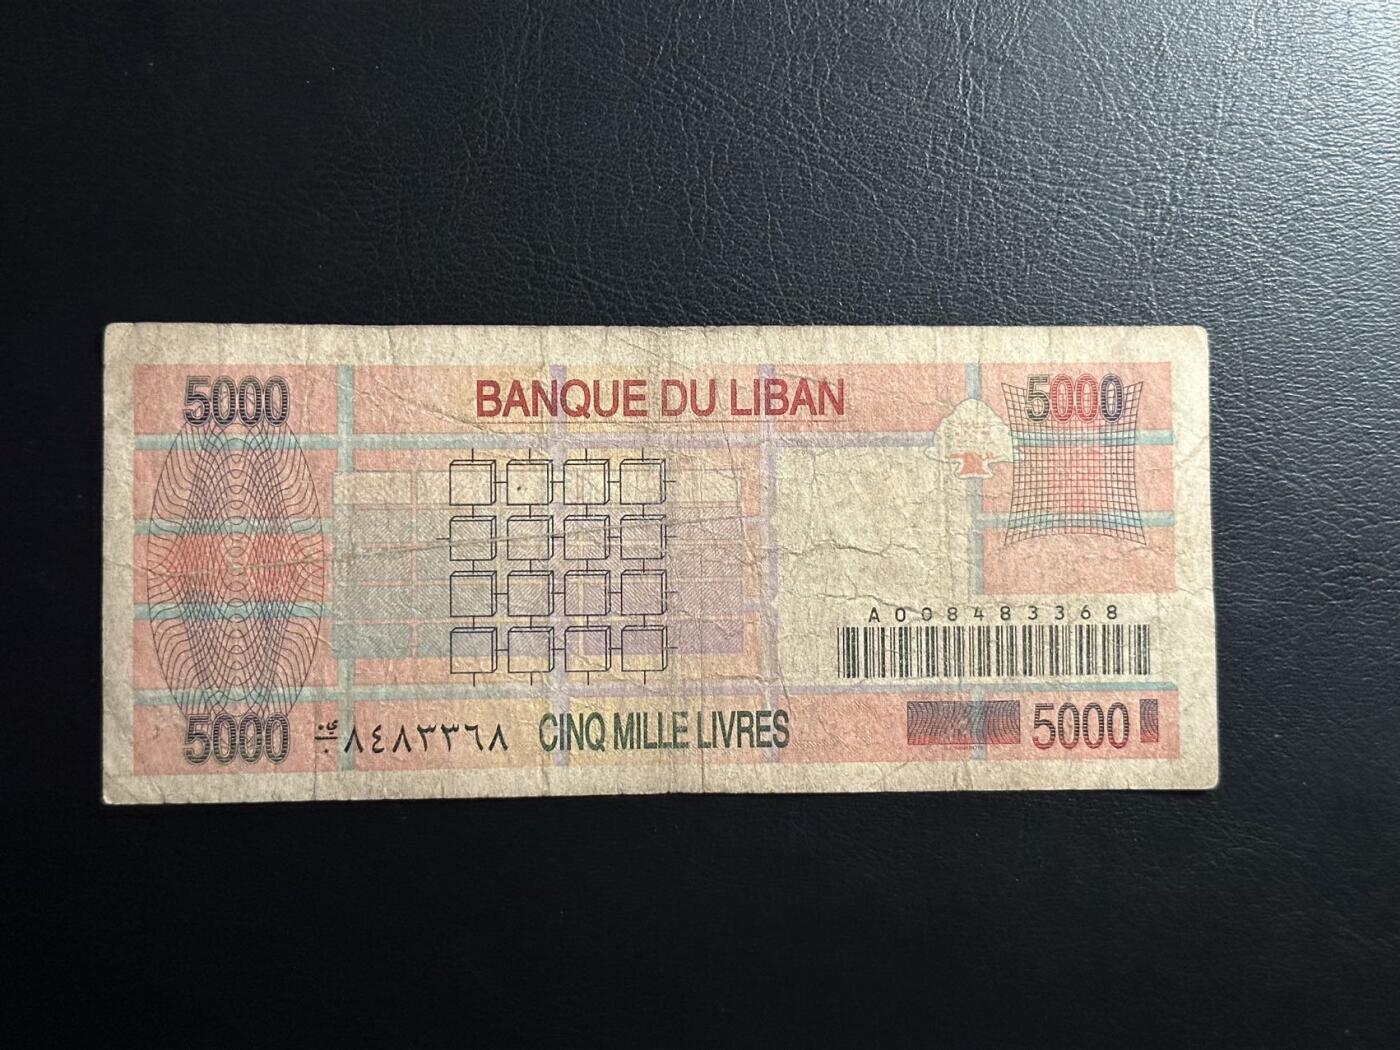 5000 BANQUE DU LIBAN 5000
A008483368
5000 ٨٤٨٣٣٦٨ CINQ MILLE LIVRES 5000